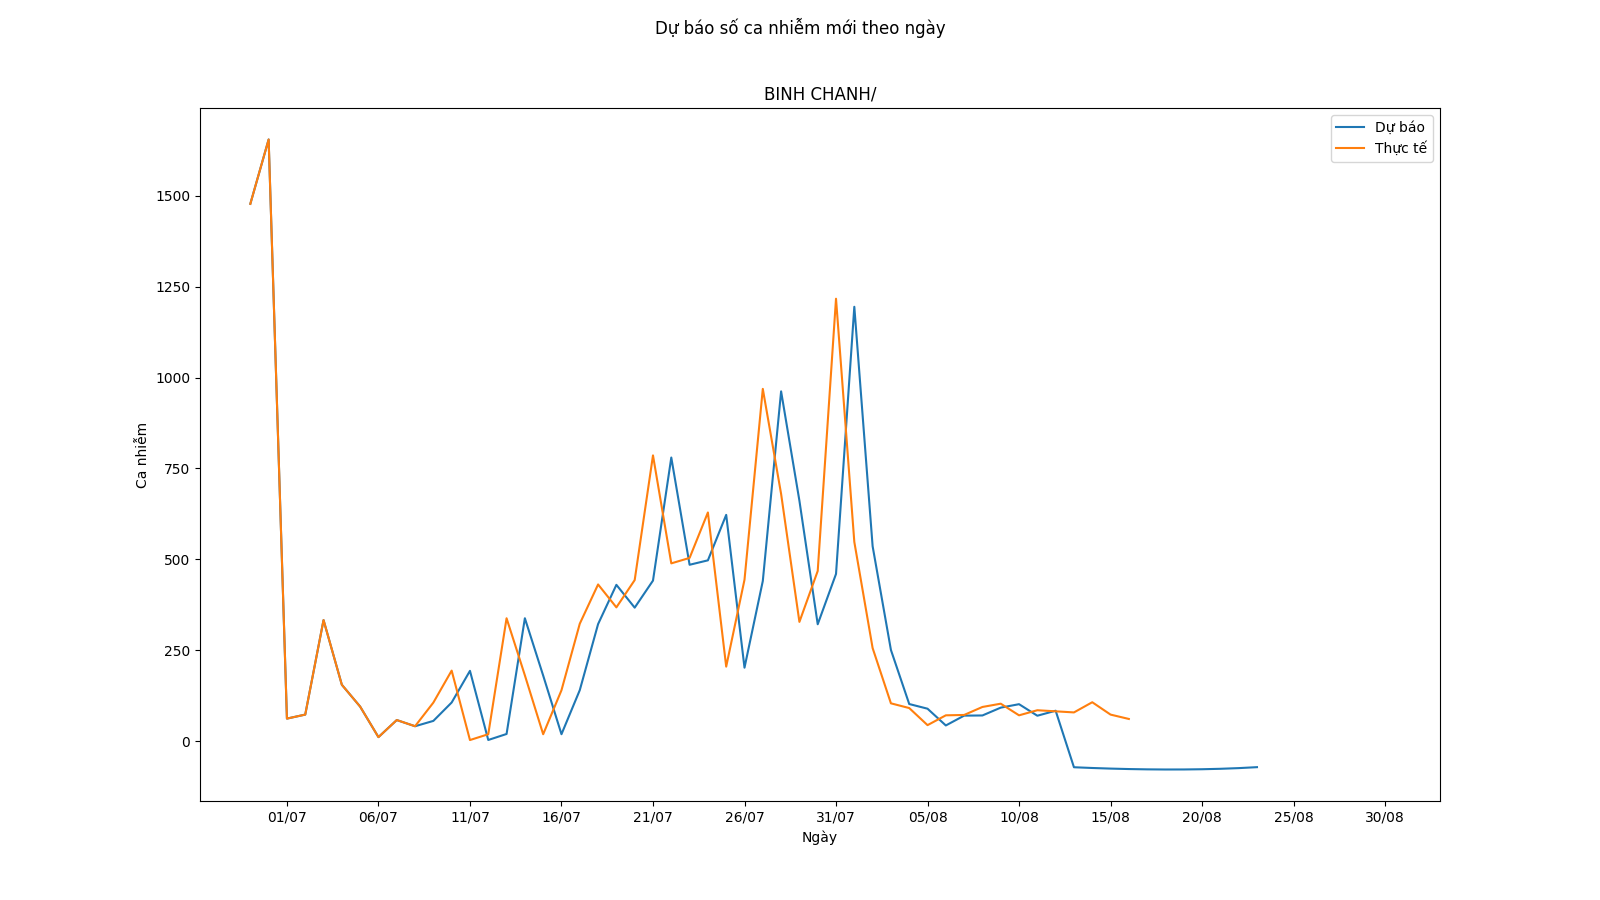 Dự báo số ca nhiễm mới theo ngày
BINH CHANH/
Dự báo
Thực tế
Ca nhiễm
1500
1250
1000
750
500
250
0
01/07 06/07 11/07 16/07 21/07 26/07 31/07 05/08 10/08 15/08 20/08 25/08 30/08
Ngày